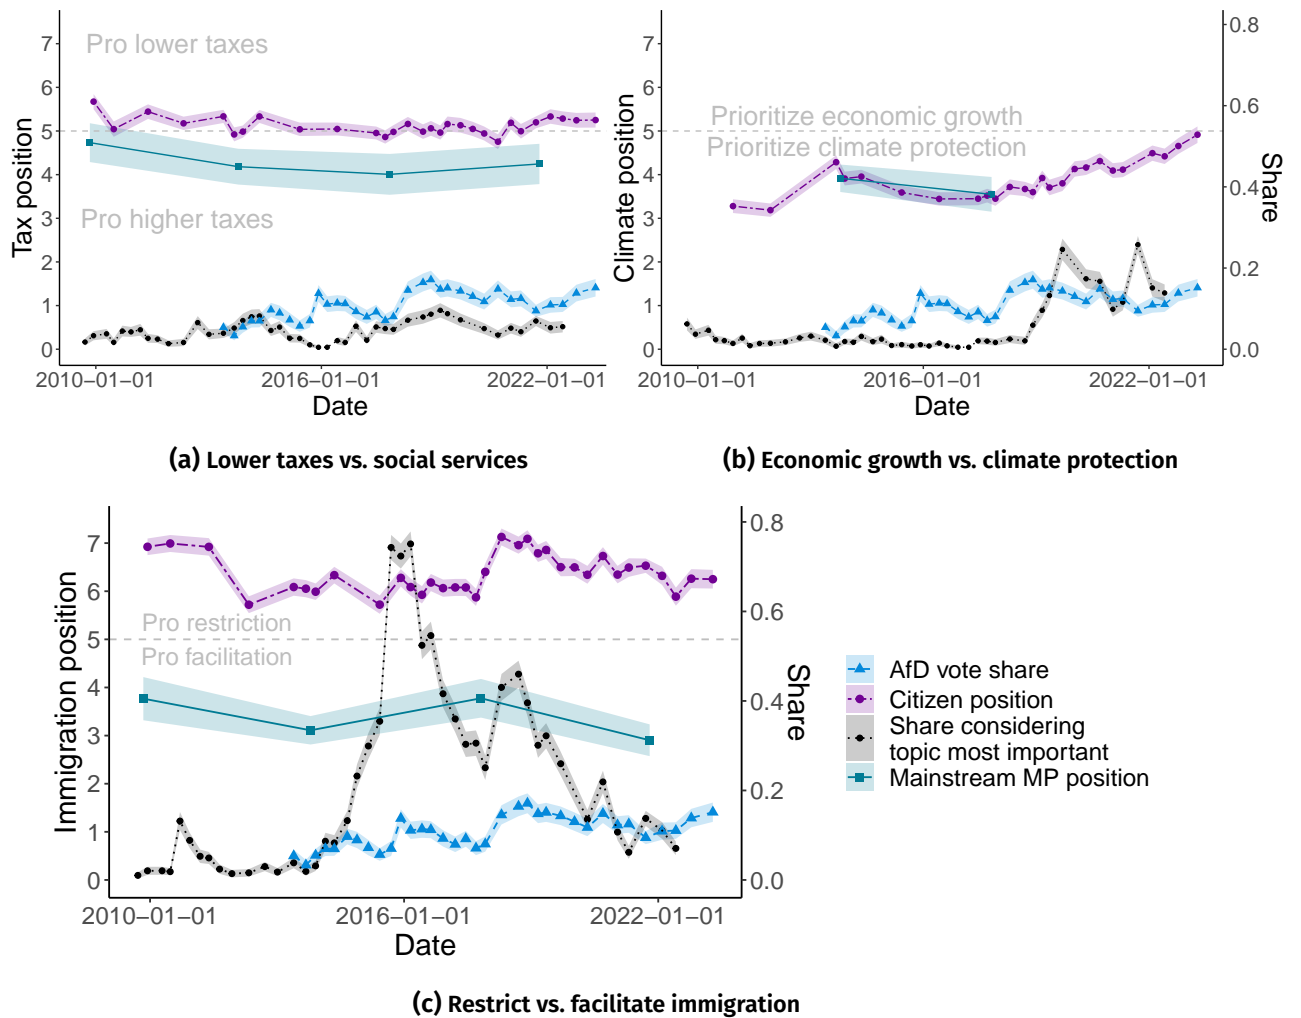 Tax position
7
6
5
4
3
2
1
0
Pro lower taxes
Pro higher taxes
2010−01−01
2016−01−01
2022−01−01
Date
(a) Lower taxes vs. social services
Climate position
7
6
5
4
3
2
1
0
Prioritize economic growth
Prioritize climate protection
0.8
0.6
0.4
0.2
0.0
Share
2010−01−01
2016−01−01
2022−01−01
Date
(b) Economic growth vs. climate protection
Immigration position
7
6
5
4
3
2
1
0
Pro restriction
Pro facilitation
0.8
0.6
0.4
0.2
0.0
Share
2010−01−01
2016−01−01
2022−01−01
Date
AfD vote share
Citizen position
Share considering
topic most important
Mainstream MP position
(c) Restrict vs. facilitate immigration